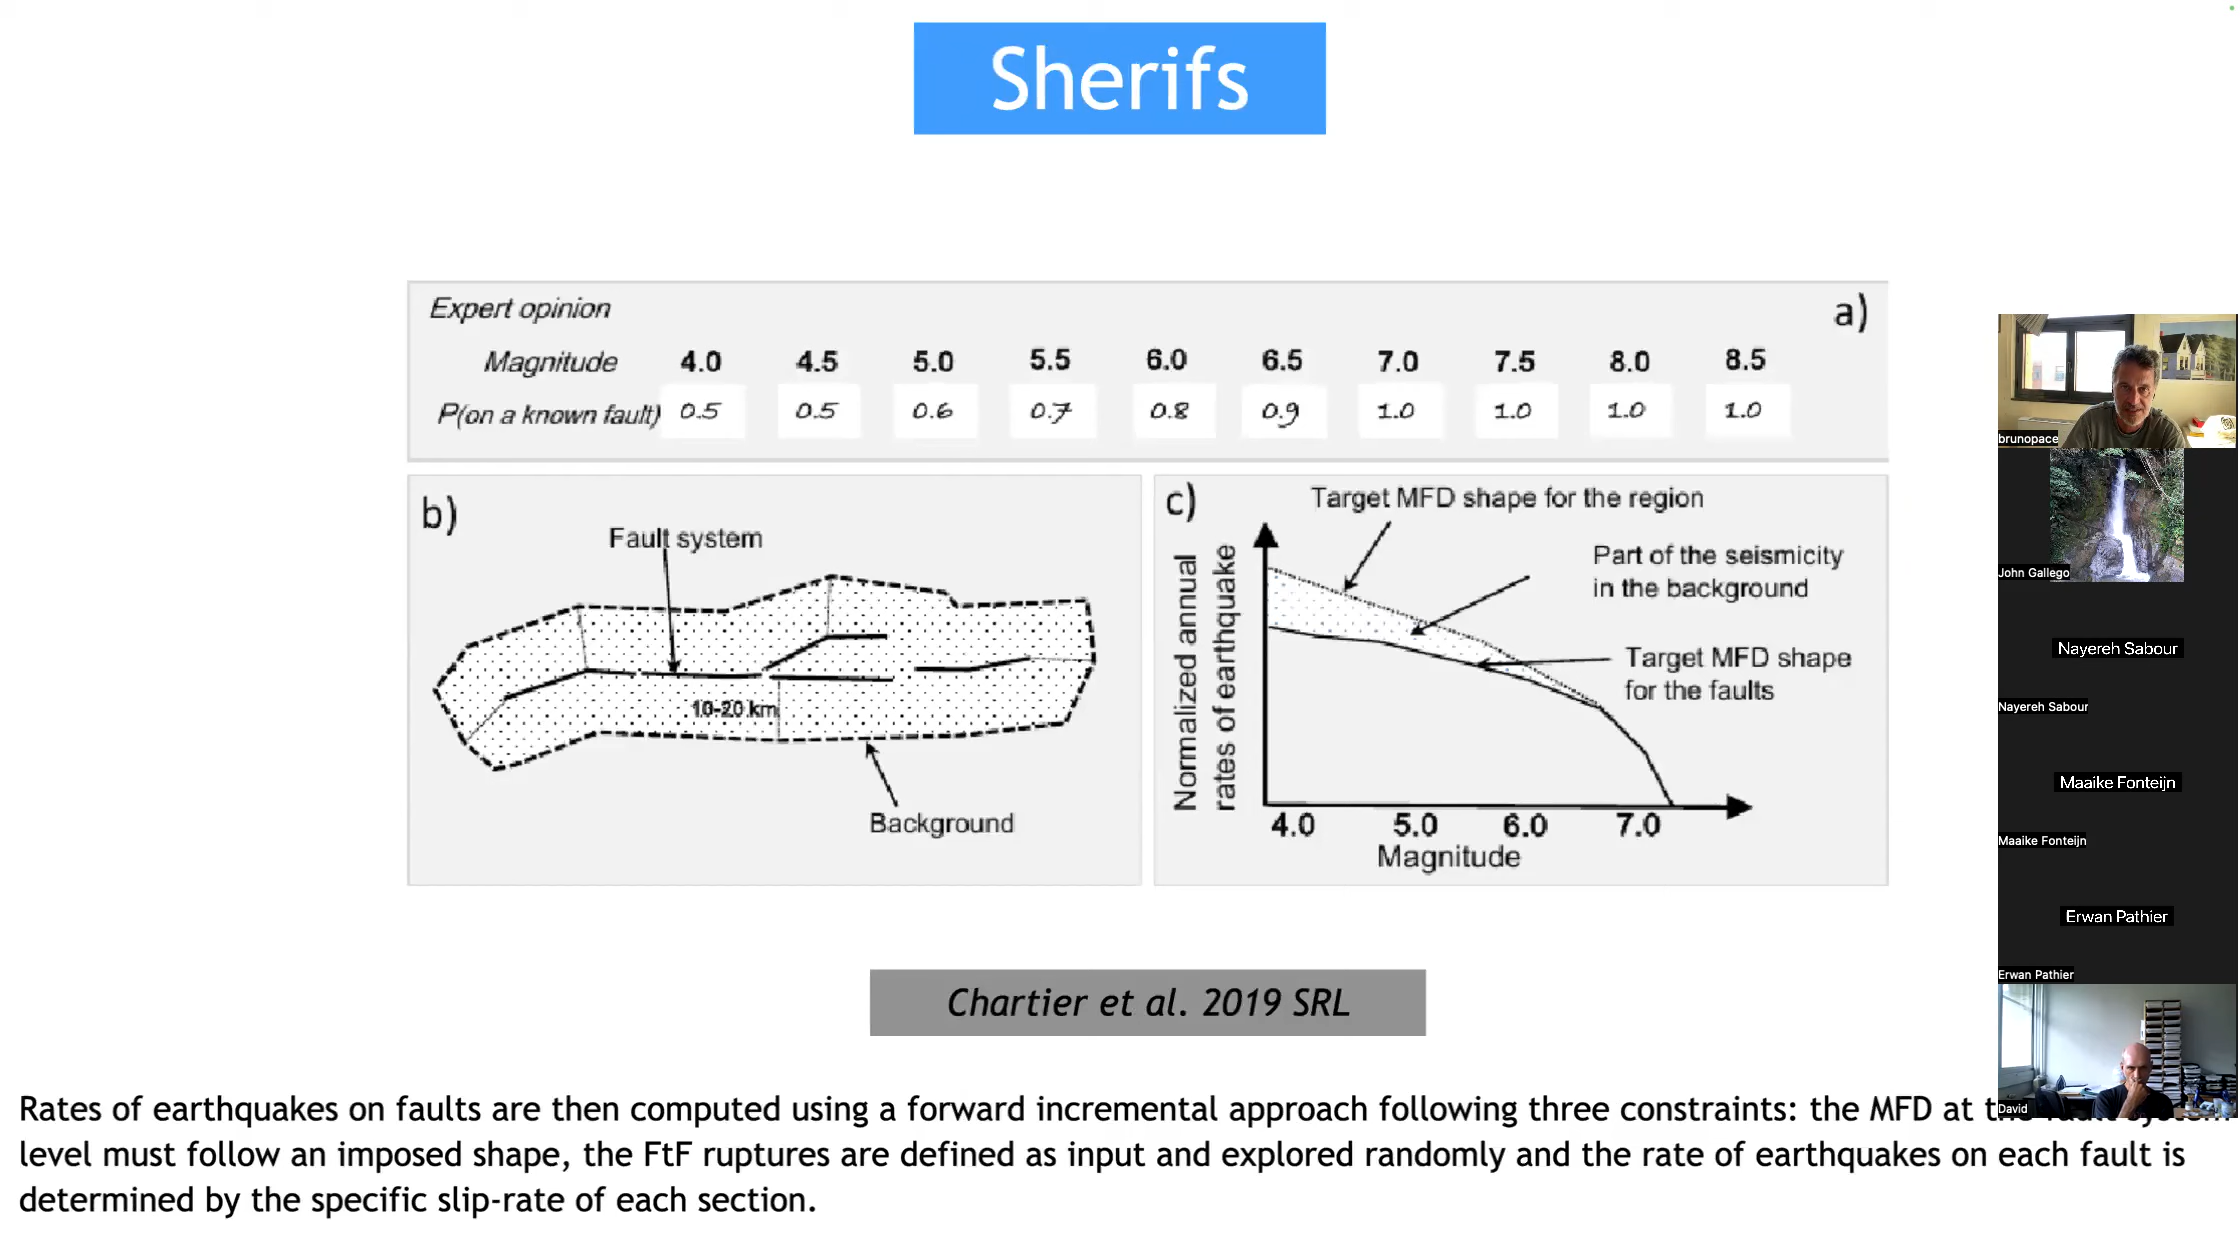 Sherifs
Expert opinion
a)
Magnitude 4.0 4.5 5.0 5.5 6.0 6.5 7.0 7.5 8.0 8.5
P(on a known fault) 0.5 0.5 0.6 0.7 0.8 0.9 1.0 1.0 1.0 1.0
b)
Fault system
10-20 km
Background
c)
Target MFD shape for the region
Part of the seismicity
in the background
Target MFD shape
for the faults
Normalized annual
rates of earthquake
4.0 5.0 6.0 7.0
Magnitude
Chartier et al. 2019 SRL
Rates of earthquakes on faults are then computed using a forward incremental approach following three constraints: the MFD at the fault system
level must follow an imposed shape, the FtF ruptures are defined as input and explored randomly and the rate of earthquakes on each fault is
determined by the specific slip-rate of each section.
brunopace
John Gallego
Nayereh Sabour
Nayereh Sabour
Maaike Fonteijn
Maaike Fonteijn
Erwan Pathier
Erwan Pathier
David